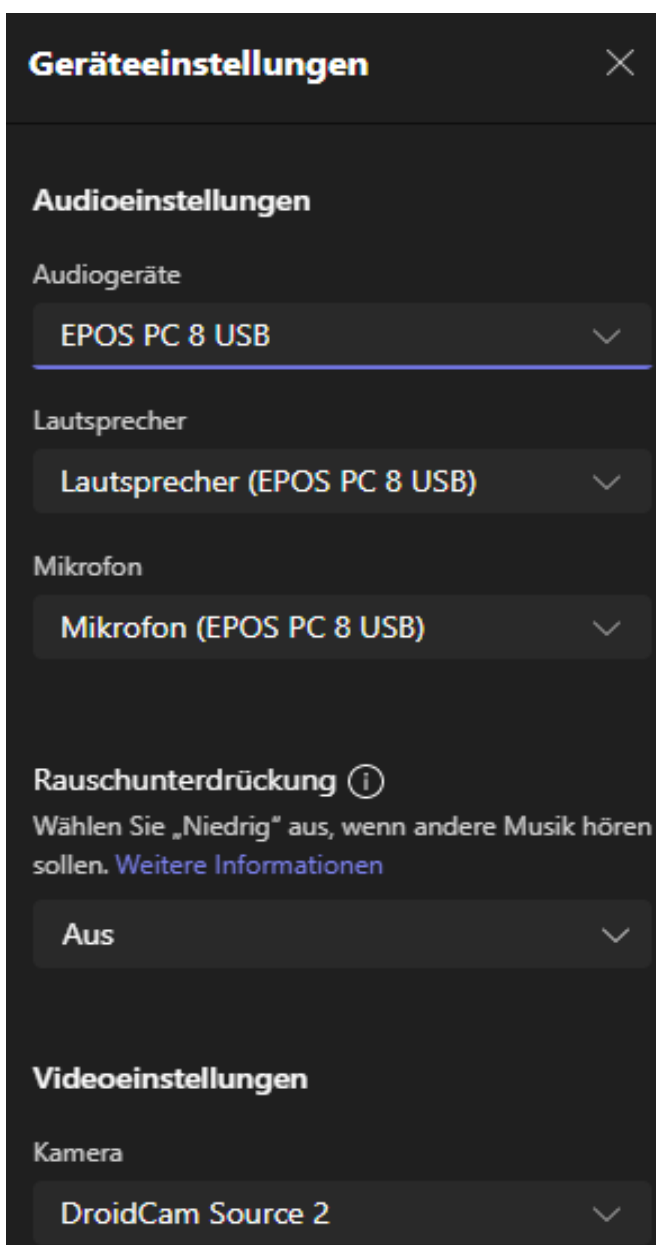 Geräteeinstellungen
Audioeinstellungen
Audiogeräte
EPOS PC 8 USB
Lautsprecher
Lautsprecher (EPOS PC 8 USB)
Mikrofon
Mikrofon (EPOS PC 8 USB)
Rauschunterdrückung
Wählen Sie „Niedrig“ aus, wenn andere Musik hören
sollen. Weitere Informationen
Aus
Videoeinstellungen
Kamera
DroidCam Source 2